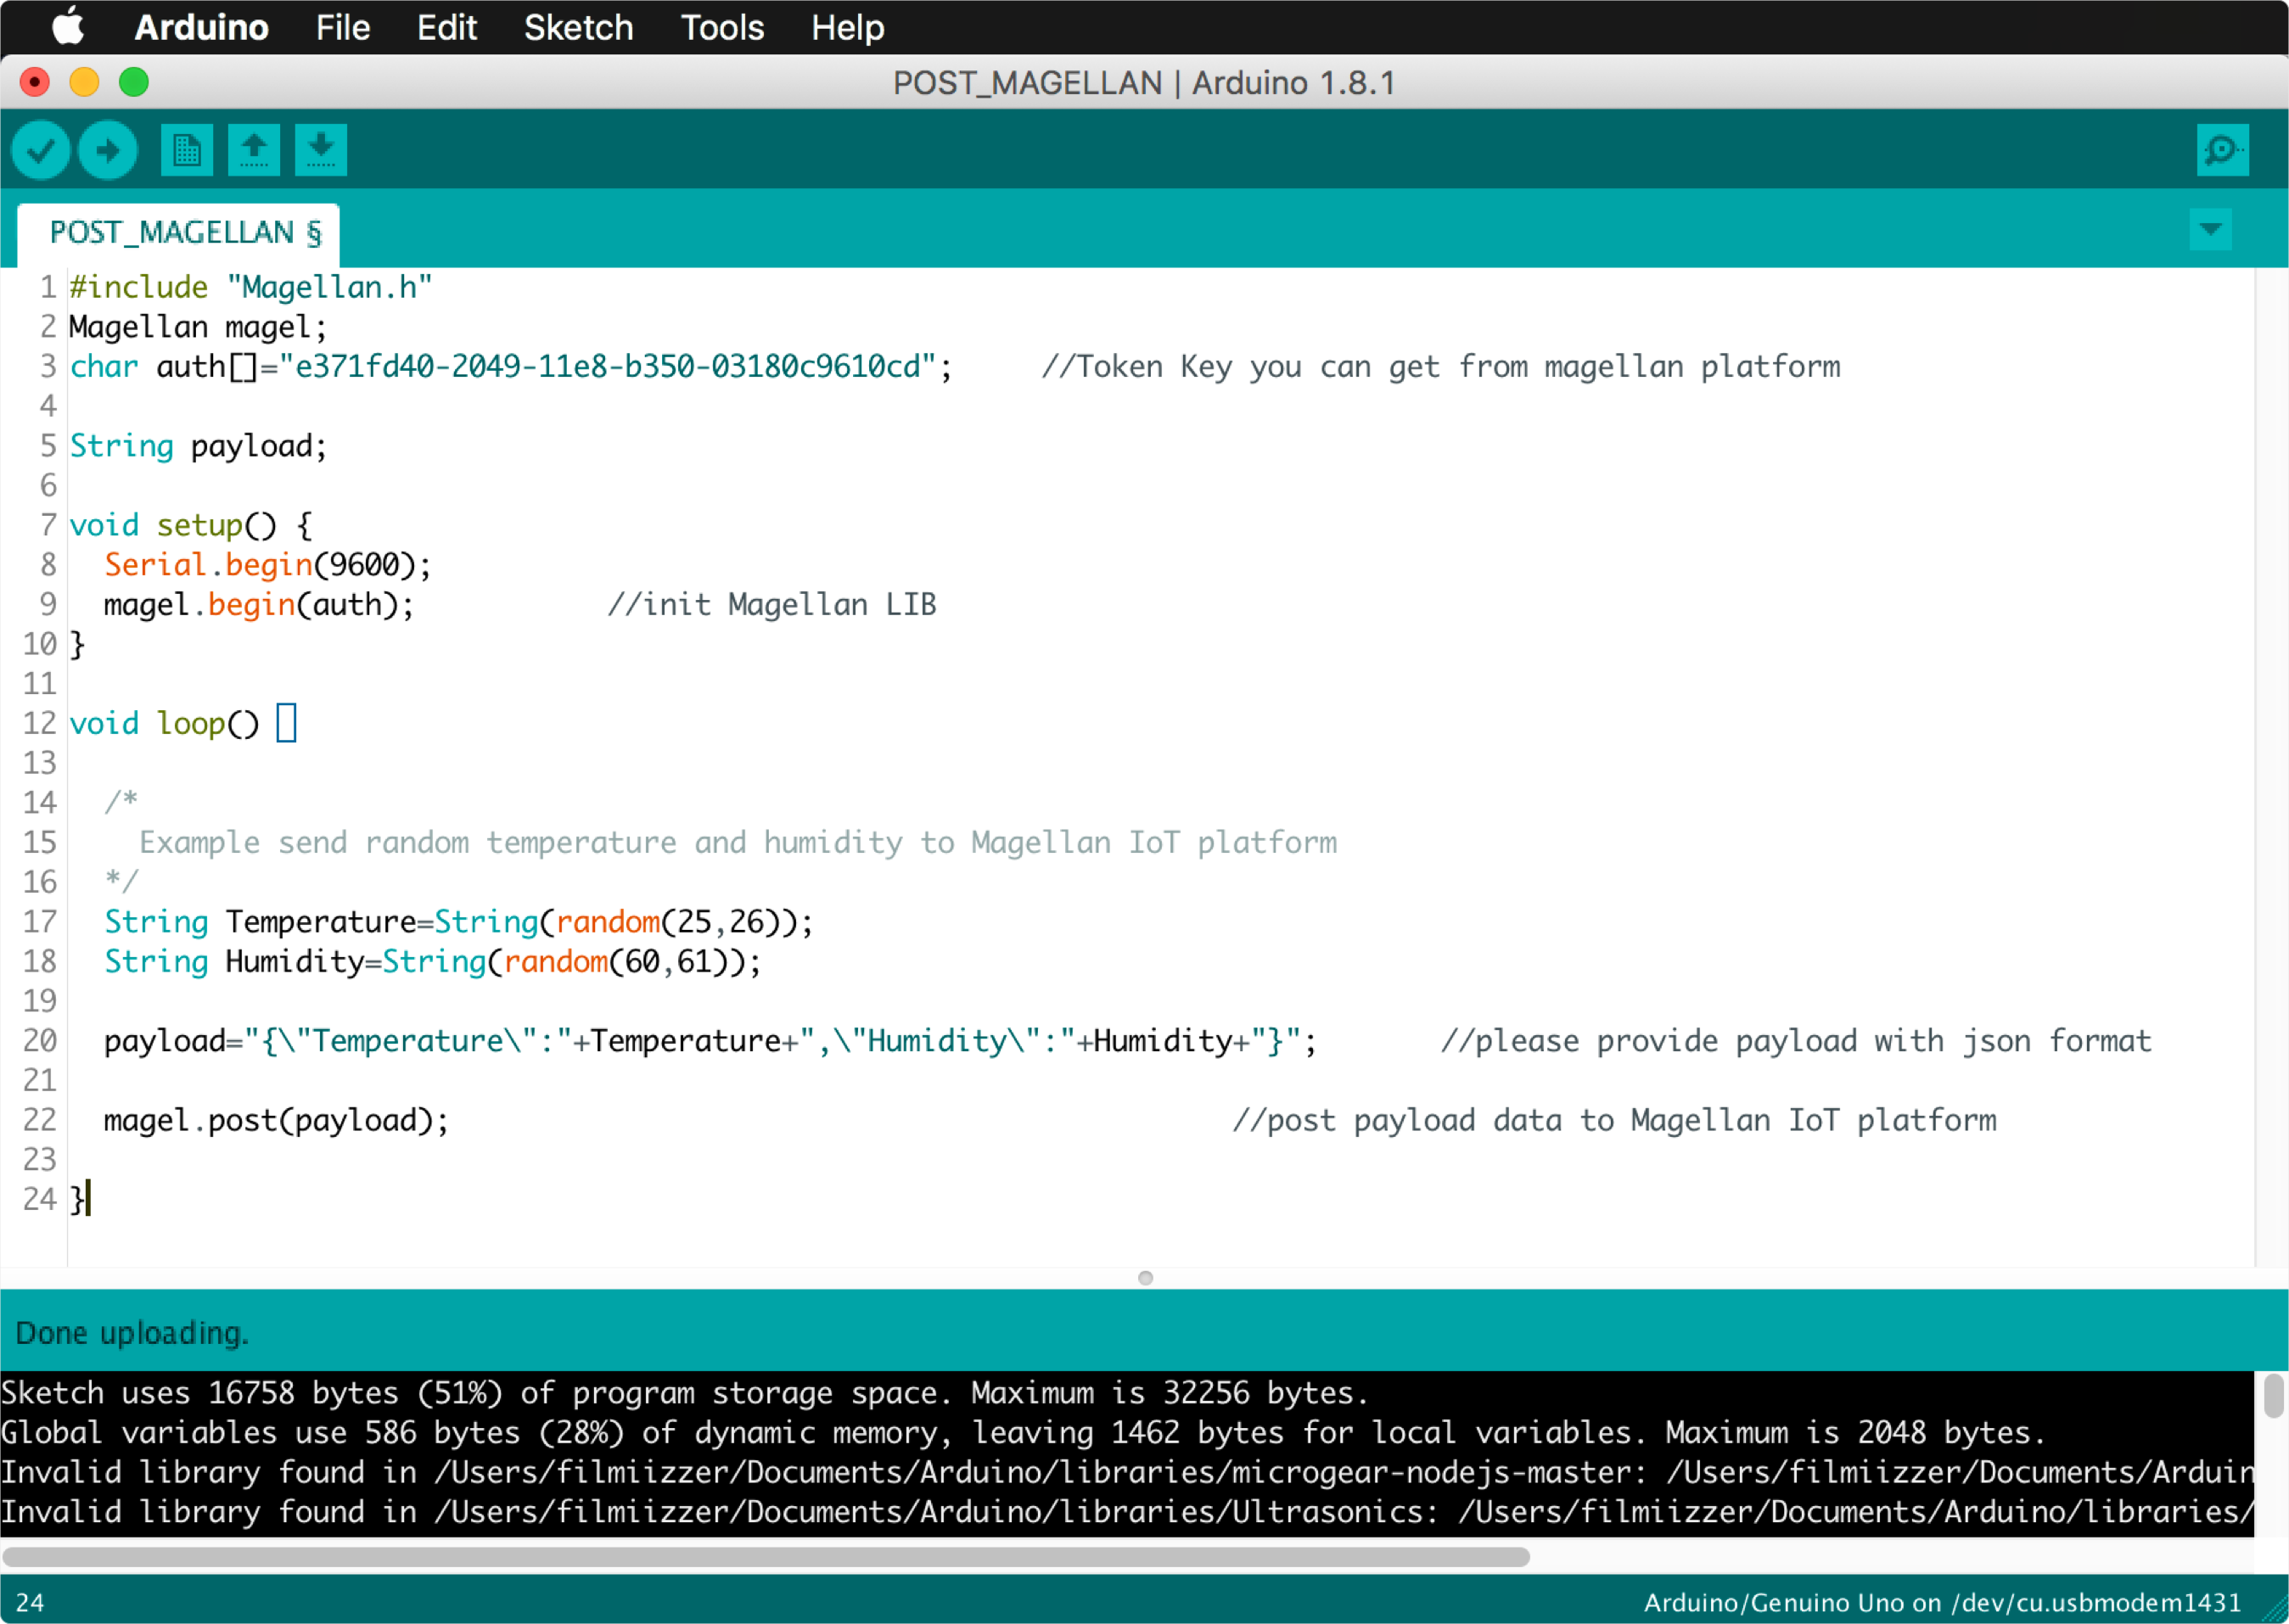 Arduino File Edit Sketch Tools Help
POST_MAGELLAN | Arduino 1.8.1
POST_MAGELLAN §
1 #include "Magellan.h"
2 Magellan magel;
3 char auth[]="e371fd40-2049-11e8-b350-03180c9610cd"; //Token Key you can get from magellan platform
4
5 String payload;
6
7 void setup() {
8 Serial.begin(9600);
9 magel.begin(auth); //init Magellan LIB
10 }
11
12 void loop()
13
14 /*
15 Example send random temperature and humidity to Magellan IoT platform
16 */
17 String Temperature=String(random(25,26));
18 String Humidity=String(random(60,61));
19
20 payload="{\"Temperature\":"+Temperature+",\"Humidity\":"+Humidity+"}"; //please provide payload with json format
21
22 magel.post(payload); //post payload data to Magellan IoT platform
23
24 }
Done uploading.
Sketch uses 16758 bytes (51%) of program storage space. Maximum is 32256 bytes.
Global variables use 586 bytes (28%) of dynamic memory, leaving 1462 bytes for local variables. Maximum is 2048 bytes.
Invalid library found in /Users/filmiizzer/Documents/Arduino/libraries/microgear-nodejs-master: /Users/filmiizzer/Documents/Arduin
Invalid library found in /Users/filmiizzer/Documents/Arduino/libraries/Ultrasonics: /Users/filmiizzer/Documents/Arduino/libraries/
24 Arduino/Genuino Uno on /dev/cu.usbmodem1431